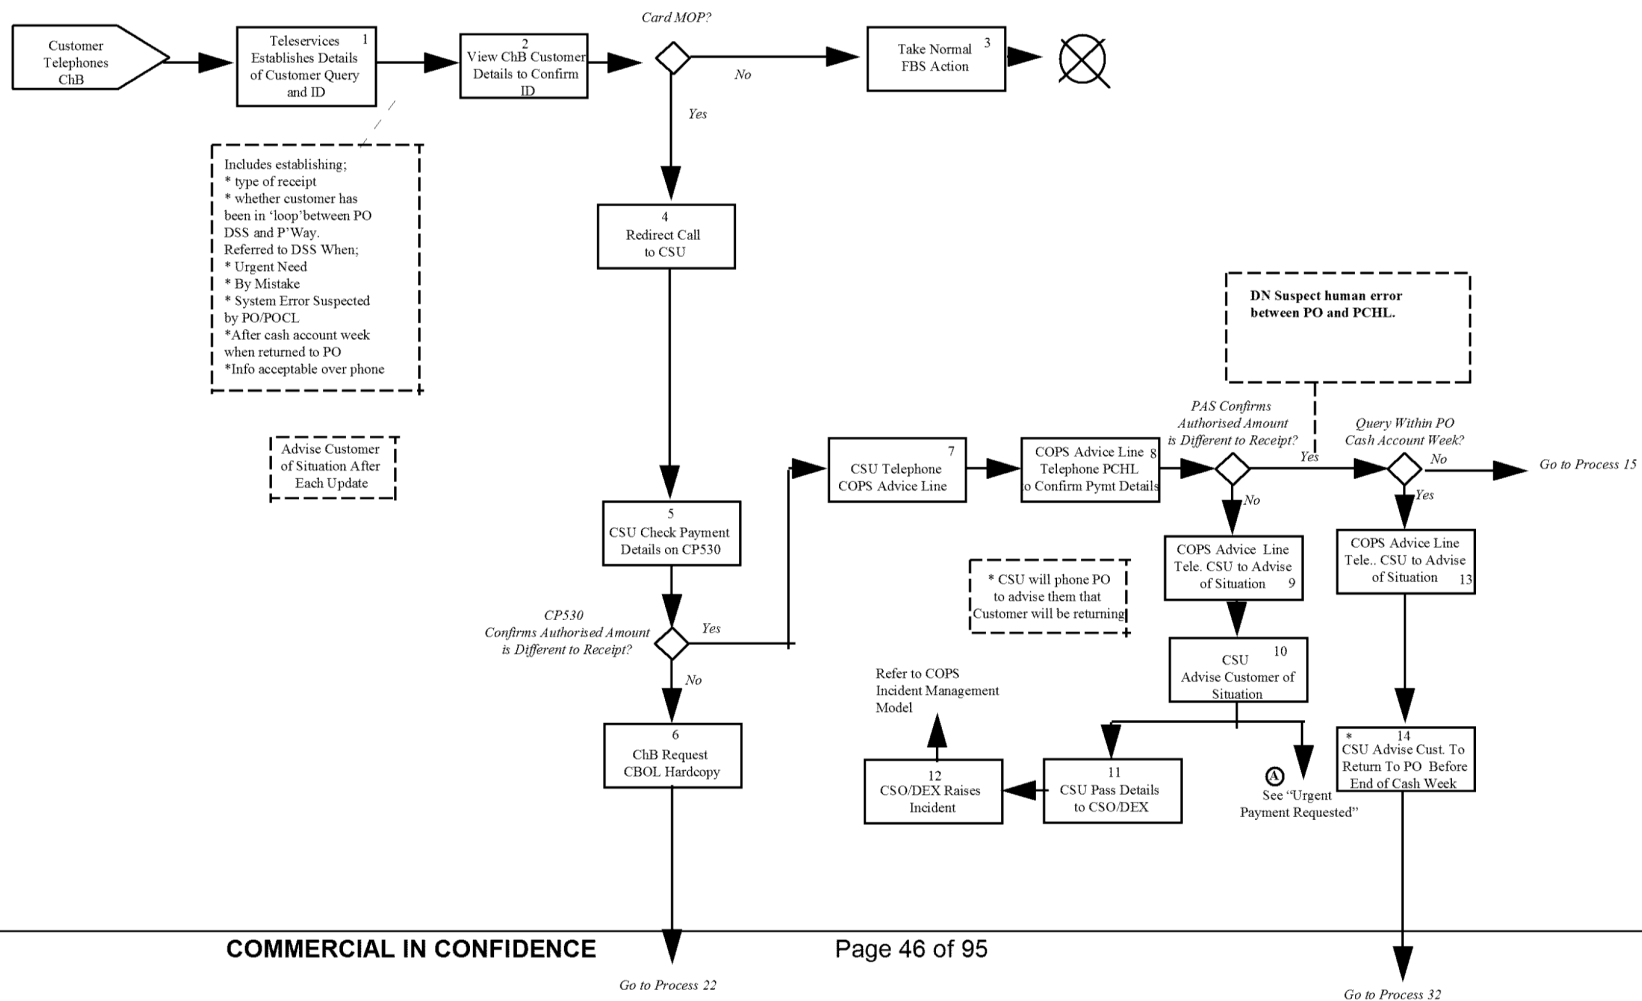 Card MOP?
Customer
Telephones
ChB
Teleservices 1
Establishes Details
of Customer Query
and ID
2
View ChB Customer
Details to Confirm
ID
No
3
Take Normal
FBS Action
Yes
Includes establishing;
* type of receipt
* whether customer has
been in ‘loop’between PO
DSS and P’Way.
Referred to DSS When;
* Urgent Need
* By Mistake
* System Error Suspected
by PO/POCL
*After cash account week
when returned to PO
*Info acceptable over phone
4
Redirect Call
to CSU
DN Suspect human error
between PO and PCHL.
Advise Customer
of Situation After
Each Update
7
CSU Telephone
COPS Advice Line
COPS Advice Line 8
Telephone PCHL
o Confirm Pymt Details
PAS Confirms
Authorised Amount
is Different to Receipt?
Yes
Query Within PO
Cash Account Week?
No
Go to Process 15
No
Yes
5
CSU Check Payment
Details on CP530
COPS Advice Line
Tele. CSU to Advise
of Situation 9
COPS Advice Line
Tele.. CSU to Advise
of Situation 13
* CSU will phone PO
to advise them that
Customer will be returning
CP530
Confirms Authorised Amount
is Different to Receipt?
Yes
No
10
CSU
Advise Customer of
Situation
Refer to COPS
Incident Management
Model
6
ChB Request
CBOL Hardcopy
12
CSO/DEX Raises
Incident
11
CSU Pass Details
to CSO/DEX
A
See “Urgent
Payment Requested”
* 14
CSU Advise Cust. To
Return To PO Before
End of Cash Week
COMMERCIAL IN CONFIDENCE Page 46 of 95
Go to Process 22
Go to Process 32